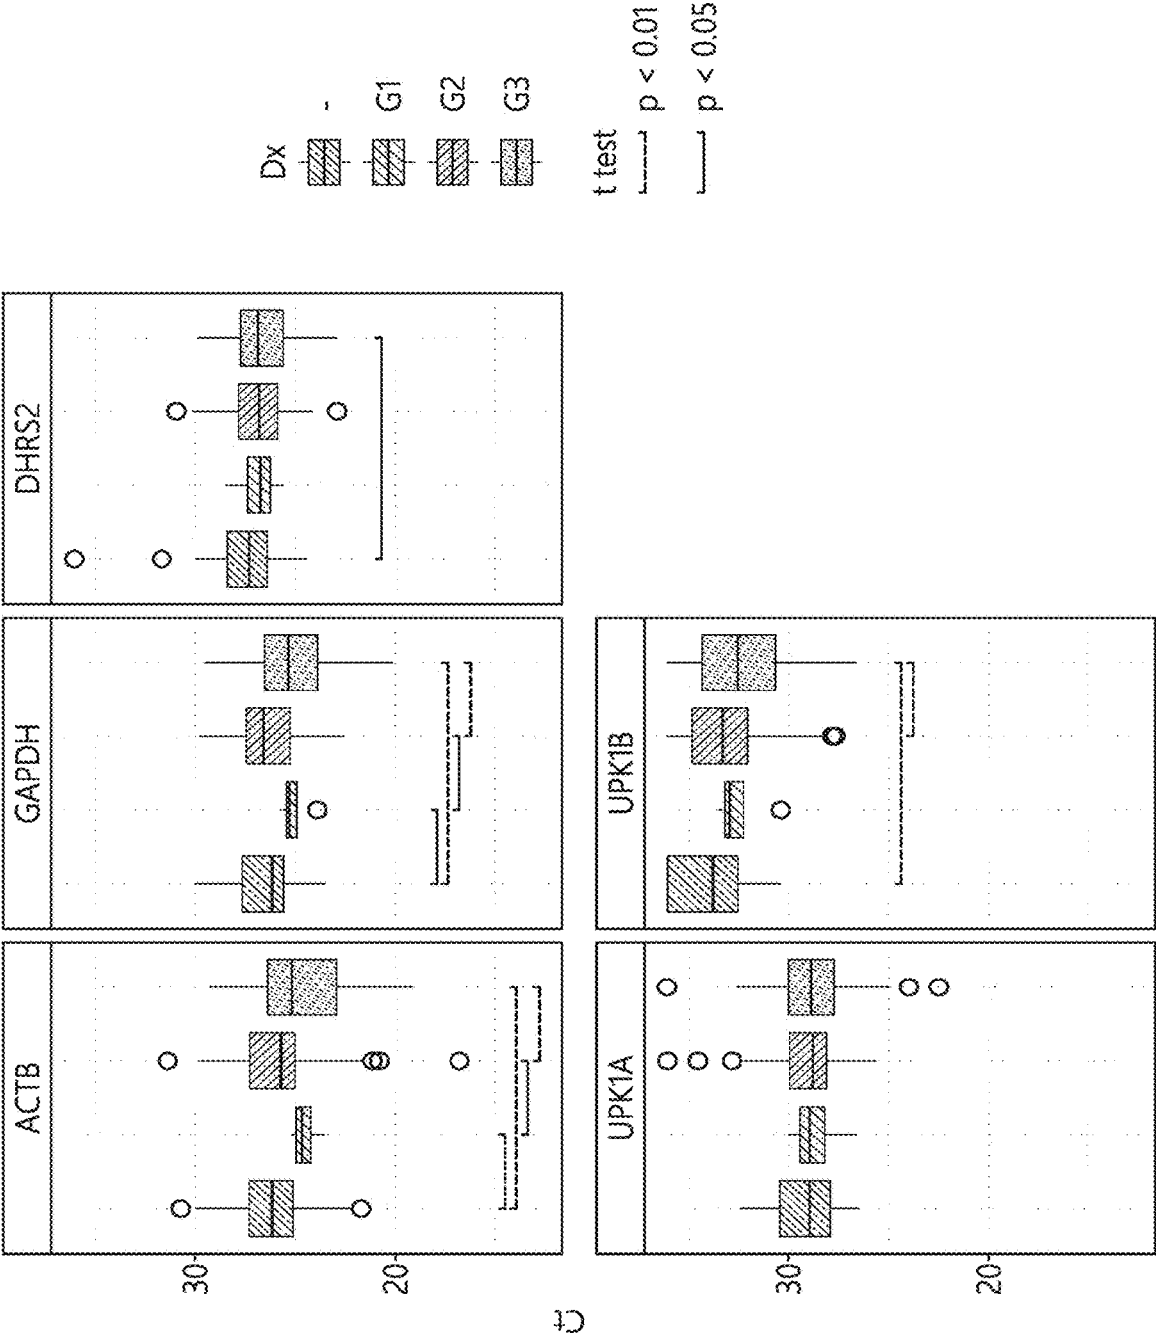 ACTB
GAPDH
DHRS2
30
20
Ct
UPK1A
UPK1B
30
20
Dx
-
G1
G2
G3
t test
p < 0.01
p < 0.05